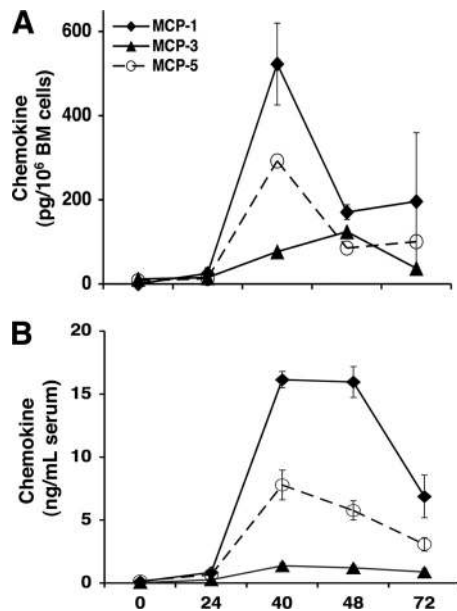 A
600
400
200
0
Chemokine
(pg/10⁶ BM cells)
MCP-1
MCP-3
MCP-5
B
20
15
10
5
0
Chemokine
(ng/mL serum)
0 24 40 48 72